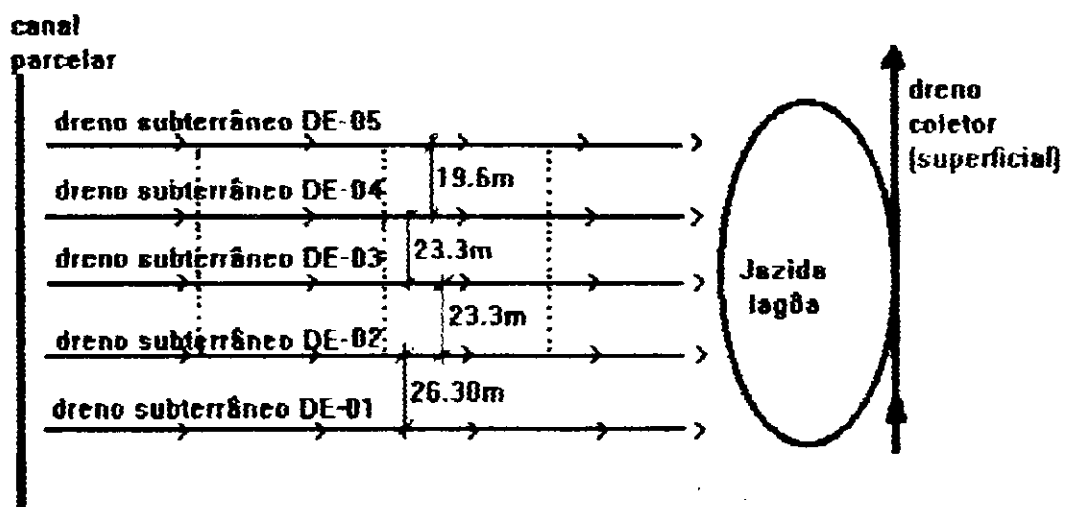 canal
parcelar
dreno subterrâneo DE-05
19.6m
dreno subterrâneo DE-04
23.3m
dreno subterrâneo DE-03
23.3m
dreno subterrâneo DE-02
26.30m
dreno subterrâneo DE-01
Jazida
lagôa
dreno
coletor
(superficial)